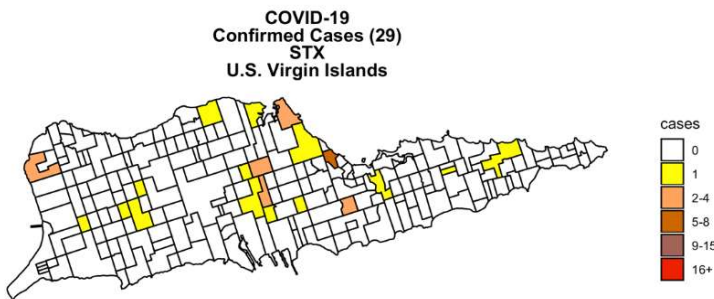 COVID-19
Confirmed Cases (29)
STX
U.S. Virgin Islands
cases
0
1
2-4
5-8
9-15
16+